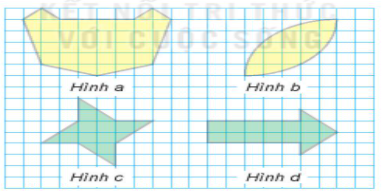 KẾT NỐI TRI THỨC
VỚI CUỘC SỐNG
Hình a
Hình b
Hình c
Hình d